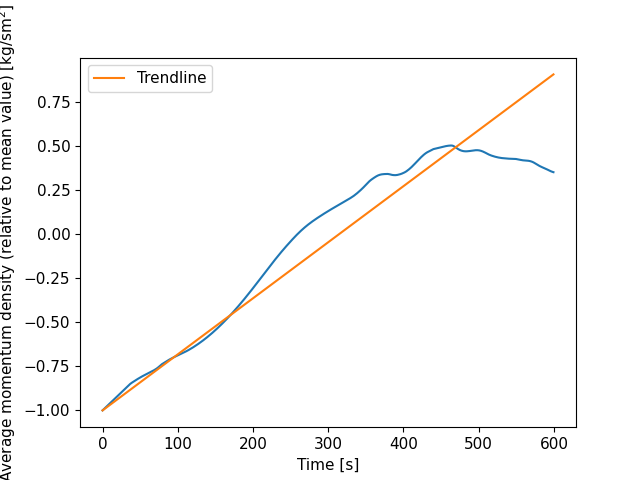 Average momentum density (relative to mean value) [kg/sm²]
Trendline
0.75
0.50
0.25
0.00
−0.25
−0.50
−0.75
−1.00
0 100 200 300 400 500 600
Time [s]